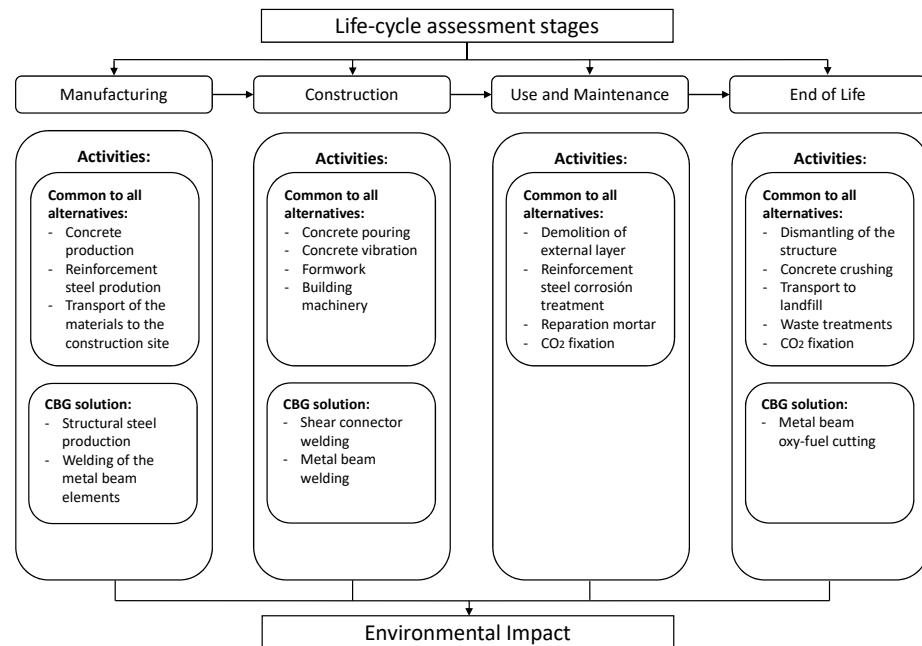 Life-cycle assessment stages
Manufacturing
Construction
Use and Maintenance
End of Life
Activities:
Common to all
alternatives:
- Concrete
production
- Reinforcement
steel prodution
- Transport of the
materials to the
construction site
CBG solution:
- Structural steel
production
- Welding of the
metal beam
elements
Activities:
Common to all
alternatives:
- Concrete pouring
- Concrete vibration
- Formwork
- Building
machinery
CBG solution:
- Shear connector
welding
- Metal beam
welding
Activities:
Common to all
alternatives:
- Demolition of
external layer
- Reinforcement
steel corrosión
treatment
- Reparation mortar
- CO2 fixation
Activities:
Common to all
alternatives:
- Dismantling of the
structure
- Concrete crushing
- Transport to
landfill
- Waste treatments
- CO2 fixation
CBG solution:
- Metal beam
oxy-fuel cutting
Environmental Impact